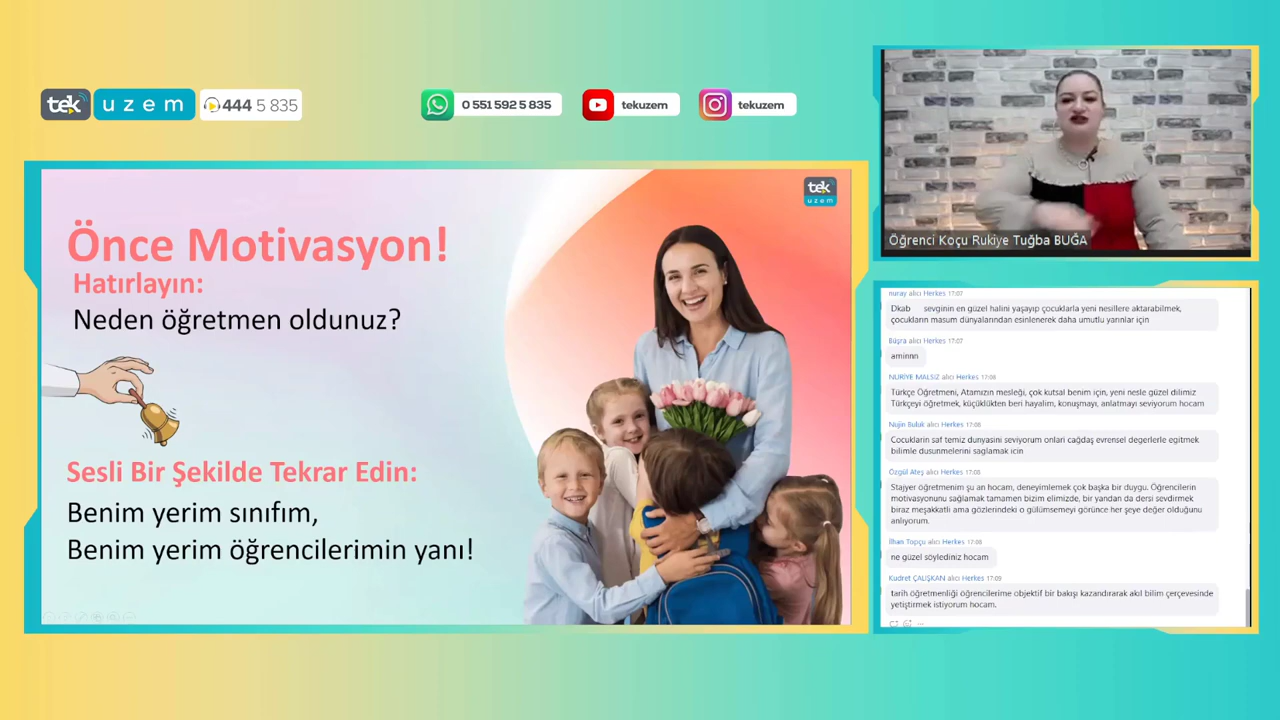 tek uzem 444 5 835
0 551 592 5 835
tekuzem
tekuzem
tek
uzem
Önce Motivasyon!
Hatırlayın:
Neden öğretmen oldunuz?
Sesli Bir Şekilde Tekrar Edin:
Benim yerim sınıfım,
Benim yerim öğrencilerimin yanı!
Öğrenci Koçu Rukiye Tuğba BUĞA
nuray alıcı Herkes 17:07
Dkab sevginin en güzel halini yaşayıp çocuklarla yeni nesillere aktarabilmek,
çocukların masum dünyalarından esinlenerek daha umutlu yarınlar için
Büşra alıcı Herkes 17:07
aminnn
NURİYE MALSIZ alıcı Herkes 17:08
Türkçe Öğretmeni, Atamızın mesleği, çok kutsal benim için, yeni nesle güzel dilimiz
Türkçeyi öğretmek, küçüklükten beri hayalim, konuşmayı, anlatmayı seviyorum hocam
Nujin Buluk alıcı Herkes 17:08
Cocuklarin saf temiz dunyasini seviyorum onlari cağdaş evrensel degerlerle egitmek
bilimle dusunmelerini saglamak icin
Özgül Ateş alıcı Herkes 17:08
Stajyer öğretmenim şu an hocam, deneyimlemek çok başka bir duygu, Öğrencilerin
motivasyonunu sağlamak tamamen bizim elimizde, bir yandan da dersi sevdirmek
biraz meşakkatli ama gözlerindeki o gülümsemeyi görünce her şeye değer olduğunu
anlıyorum.
İlhan Topçu alıcı Herkes 17:08
ne güzel söylediniz hocam
Kudret ÇALIŞKAN alıcı Herkes 17:09
tarih öğretmenliği öğrencilerime objektif bir bakışı kazandırarak akıl bilim çerçevesinde
yetiştirmek istiyorum hocam,